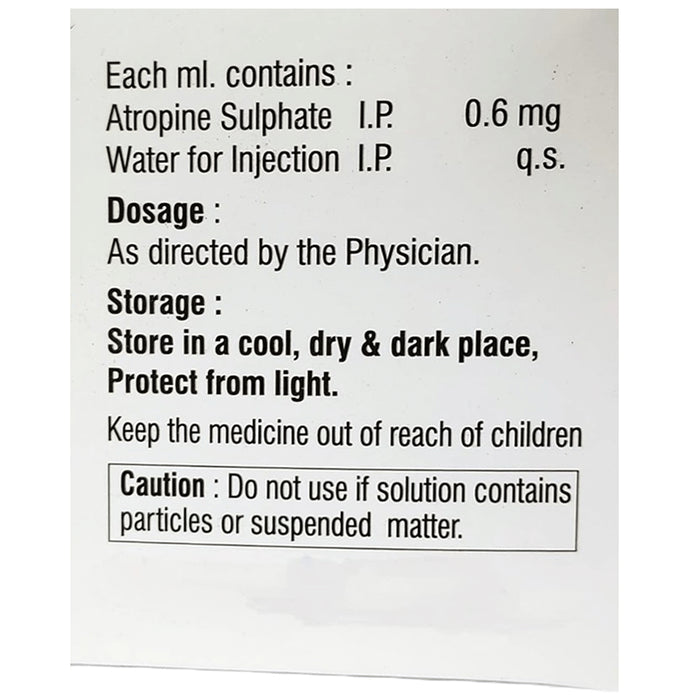 Each ml. contains :
Atropine Sulphate I.P. 0.6 mg
Water for Injection I.P. q.s.
Dosage :
As directed by the Physician.
Storage :
Store in a cool, dry & dark place,
Protect from light.
Keep the medicine out of reach of children
Caution : Do not use if solution contains
particles or suspended matter.